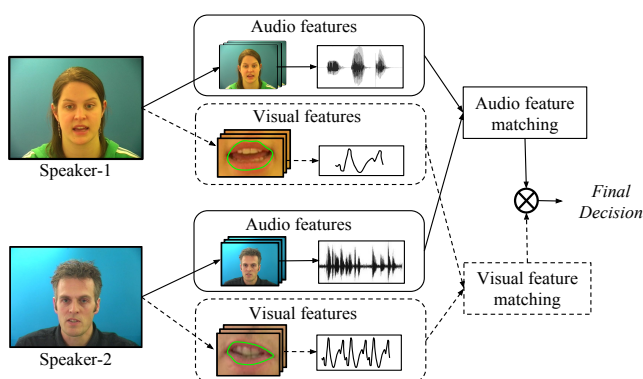 Audio features
Visual features
Speaker-1
Audio feature
matching
Final
Decision
Audio features
Visual features
Speaker-2
Visual feature
matching